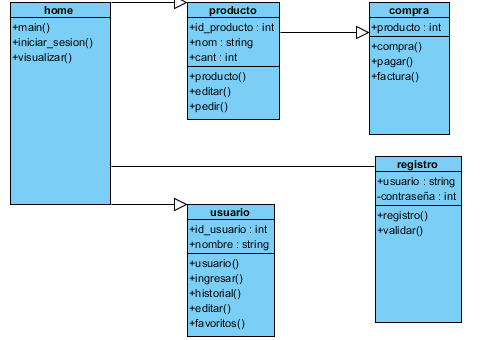 home
+main()
+iniciar_sesion()
+visualizar()
producto
+id_producto : int
+nom : string
+cant : int
+producto()
+editar()
+pedir()
compra
+producto : int
+compra()
+pagar()
+factura()
registro
+usuario : string
-contraseña : int
+registro()
+validar()
usuario
+id_usuario : int
+nombre : string
+usuario()
+ingresar()
+historial()
+editar()
+favoritos()